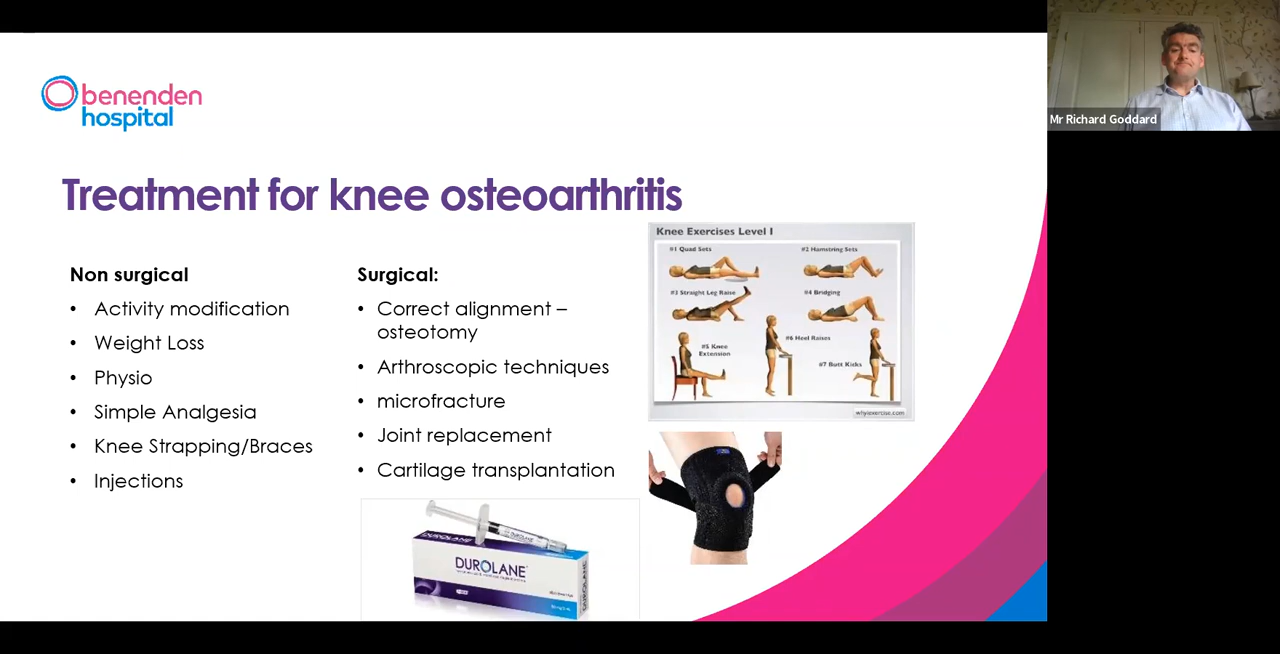 benenden
hospital
Mr Richard Goddard
Treatment for knee osteoarthritis
Non surgical
• Activity modification
• Weight Loss
• Physio
• Simple Analgesia
• Knee Strapping/Braces
• Injections
Surgical:
• Correct alignment –
osteotomy
• Arthroscopic techniques
• microfracture
• Joint replacement
• Cartilage transplantation
Knee Exercises Level I
#1 Quad Sets
#2 Hamstring Sets
#3 Straight Leg Raise
#4 Bridging
#5 Knee
Extension
#6 Heel Raises
#7 Butt Kicks
whyiexercise.com
DUROLANE